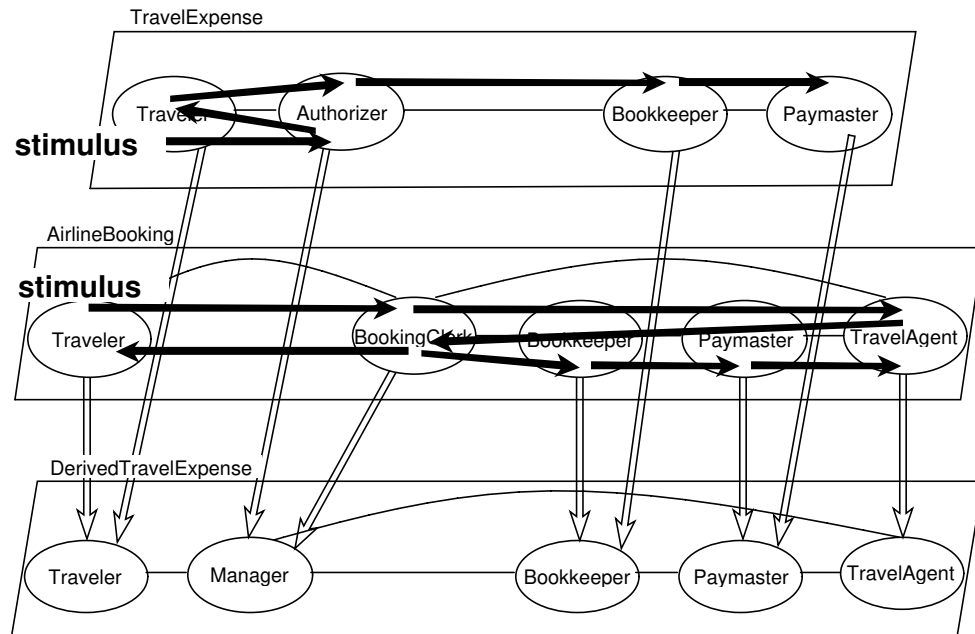 TravelExpense
Traveler
Authorizer
Bookkeeper
Paymaster
stimulus
AirlineBooking
stimulus
Traveler
BookingClerk
Bookkeeper
Paymaster
TravelAgent
DerivedTravelExpense
Traveler
Manager
Bookkeeper
Paymaster
TravelAgent